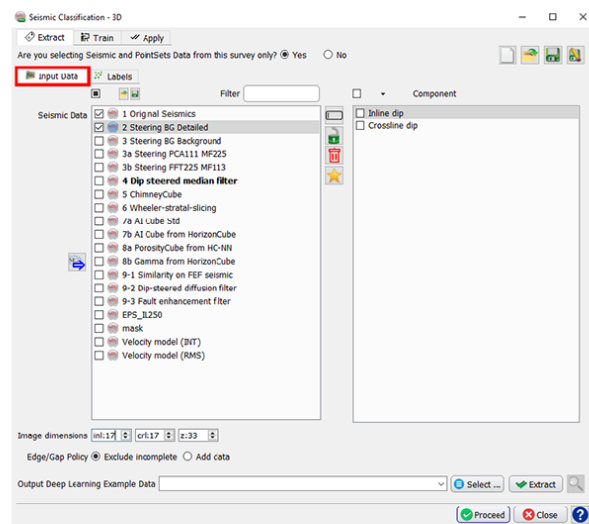 Seismic Classification - 3D
Extract Train Apply
Are you selecting Seismic and PointSets Data from this survey only? Yes No
Input Data Labels
Filter Component
Seismic Data
1 Orignal Seismics
2 Steering BG Detailed
3 Steering BG Background
3a Steering PCA111 MF225
3b Steering FFT225 MF113
4 Dip steered median filter
5 ChimneyCube
6 Wheeler-stratal-slicing
7a AI Cube Std
7b AI Cube from HorizonCube
8a PorosityCube from HC-NN
8b Gamma from HorizonCube
9-1 Similarity on FEF seismic
9-2 Dip-steered diffusion filter
9-3 Fault enhancement flter
EPS_IL250
mask
Velocity model (INT)
Velocity model (RMS)
Inline dip
Crossline dip
Image dimensions inl:17 crl:17 z:33
Edge/Gap Policy Exclude incomplete Add cata
Output Deep Learning Example Data Select ... Extract
Proceed Close ?